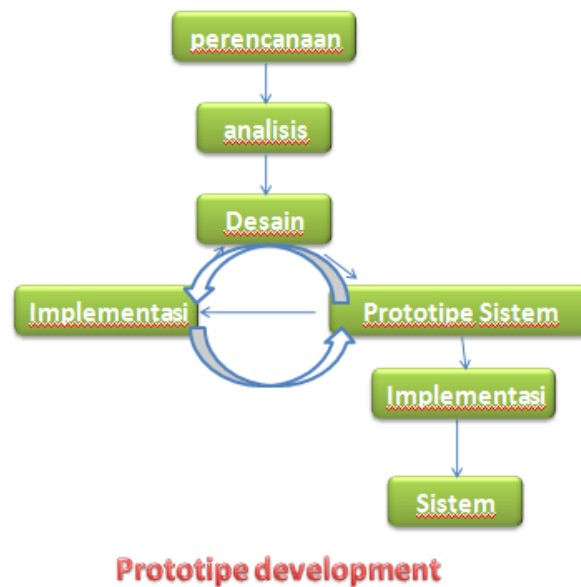 perencanaan
analisis
Desain
Implementasi
Prototipe Sistem
Implementasi
Sistem
Prototipe development